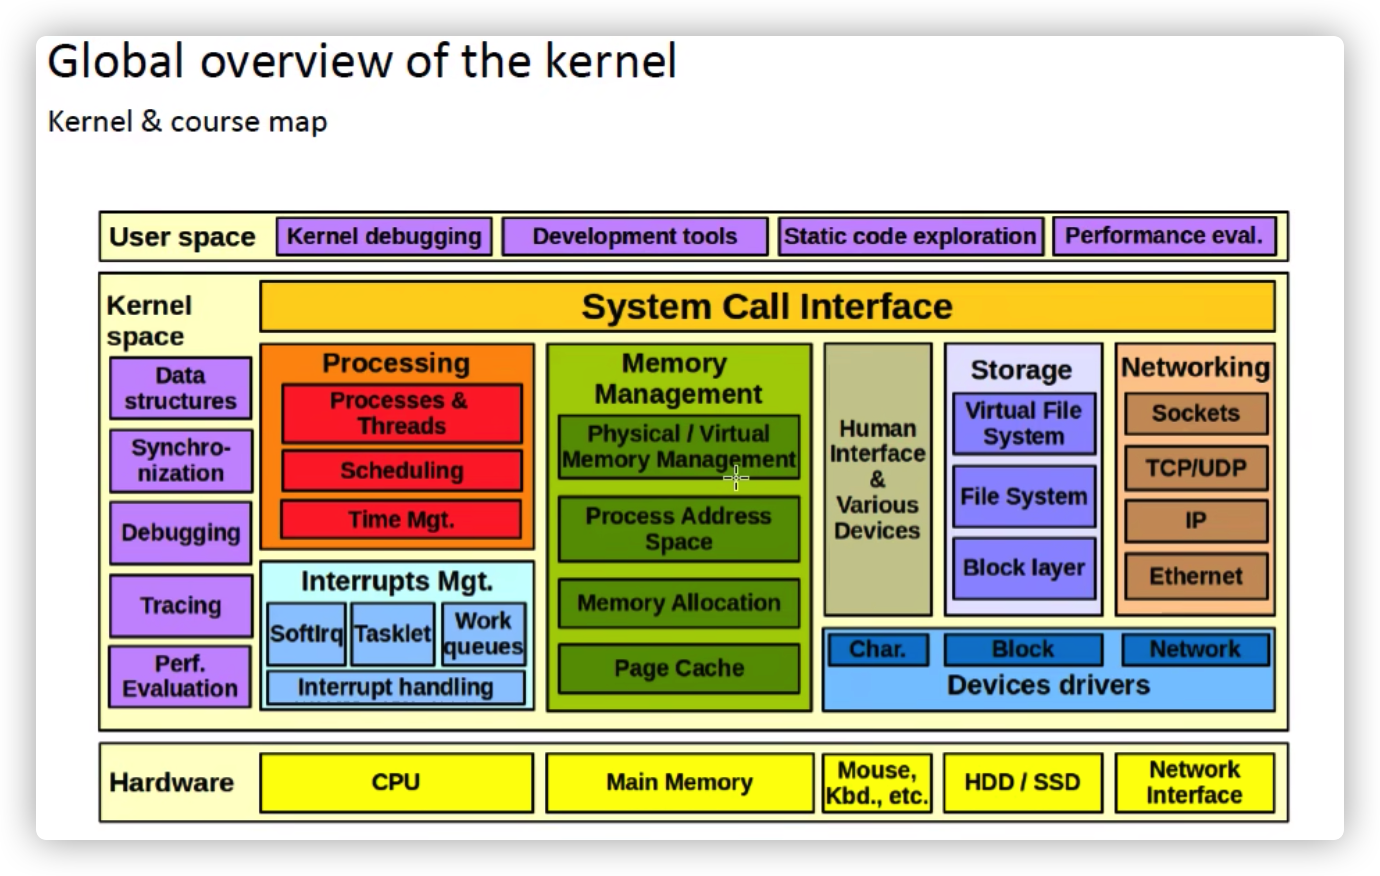 Global overview of the kernel
Kernel & course map
User space
Kernel debugging
Development tools
Static code exploration
Performance eval.
Kernel
space
System Call Interface
Data
structures
Synchro-
nization
Debugging
Tracing
Perf.
Evaluation
Processing
Processes &
Threads
Scheduling
Time Mgt.
Interrupts Mgt.
SoftIrq
Tasklet
Work
queues
Interrupt handling
Memory
Management
Physical / Virtual
Memory Management
Process Address
Space
Memory Allocation
Page Cache
Human
Interface
&
Various
Devices
Storage
Virtual File
System
File System
Block layer
Networking
Sockets
TCP/UDP
IP
Ethernet
Char.
Block
Network
Devices drivers
Hardware
CPU
Main Memory
Mouse,
Kbd., etc.
HDD / SSD
Network
Interface